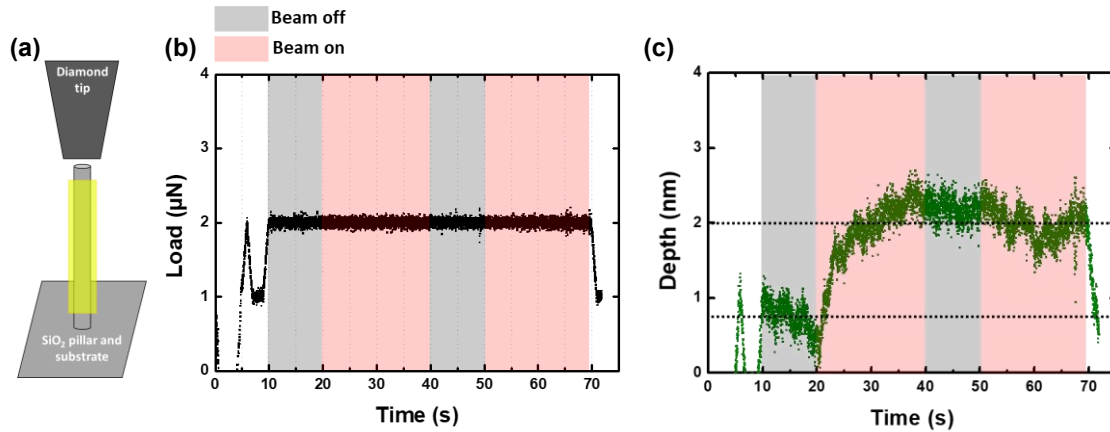 Beam off
Beam on
(a)
Diamond
tip
SiO₂ pillar and
substrate
(b)
4
3
2
1
0
Load (µN)
0 10 20 30 40 50 60 70
Time (s)
(c)
4
3
2
1
0
Depth (nm)
0 10 20 30 40 50 60 70
Time (s)